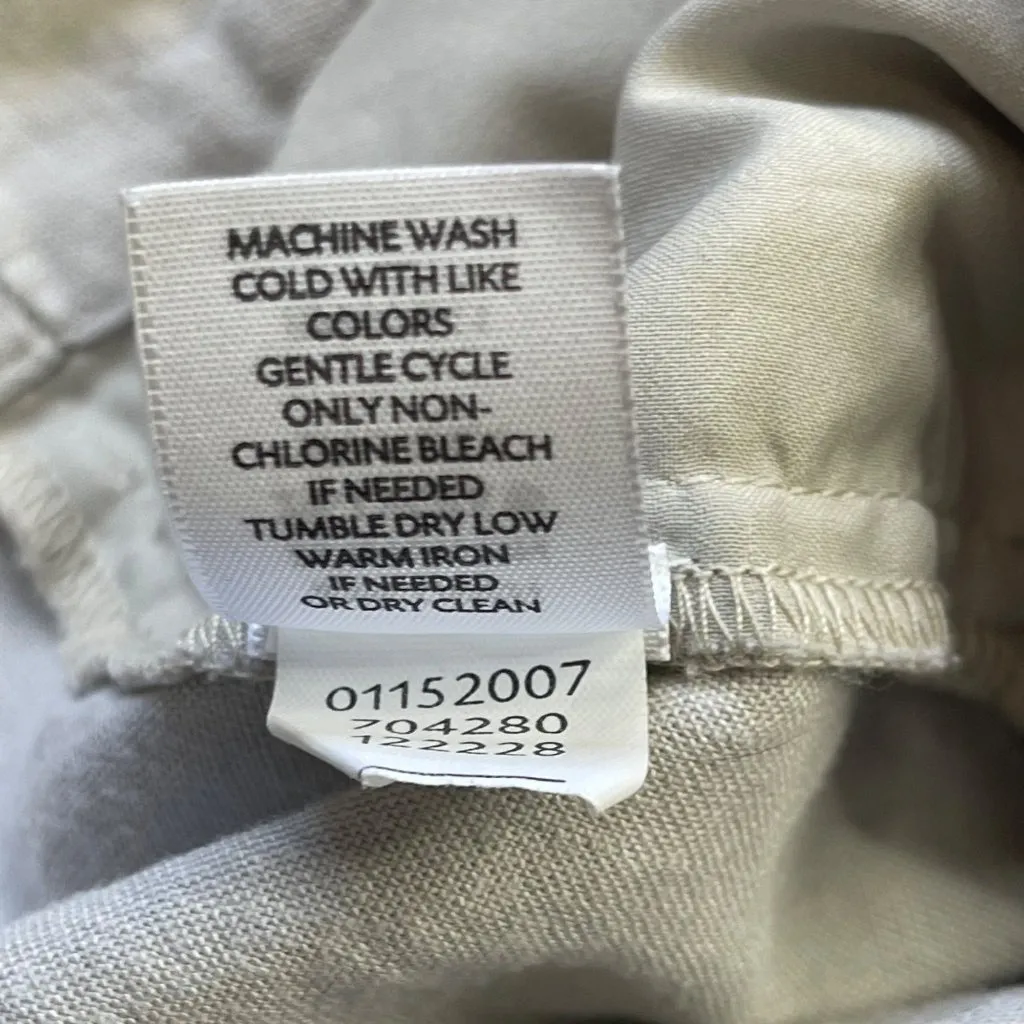 MACHINE WASH
COLD WITH LIKE
COLORS
GENTLE CYCLE
ONLY NON-
CHLORINE BLEACH
IF NEEDED
TUMBLE DRY LOW
WARM IRON
IF NEEDED
OR DRY CLEAN
01152007
704280
122228